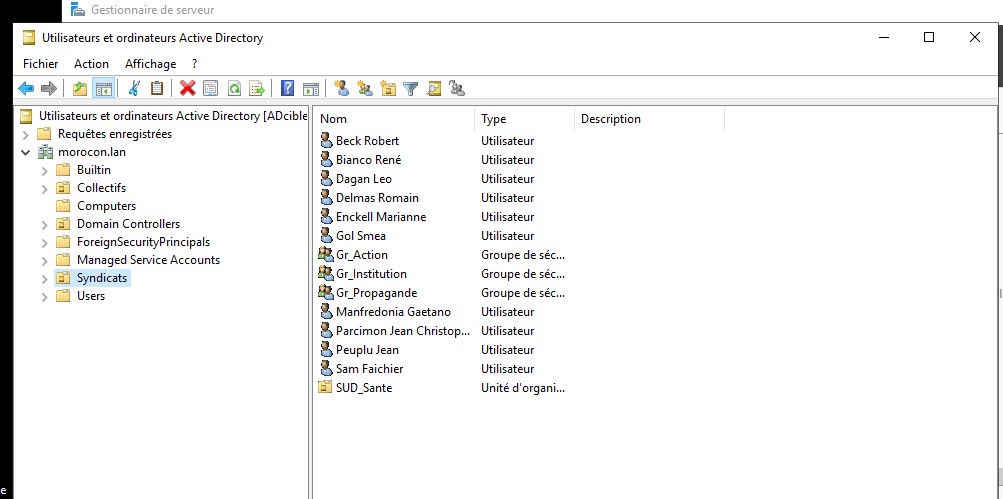 Gestionnaire de serveur
Utilisateurs et ordinateurs Active Directory
Fichier Action Affichage ?
Utilisateurs et ordinateurs Active Directory [ADcible
Requêtes enregistrées
morocon.lan
Builtin
Collectifs
Computers
Domain Controllers
ForeignSecurityPrincipals
Managed Service Accounts
Syndicats
Users
Nom Type Description
Beck Robert Utilisateur
Bianco René Utilisateur
Dagan Leo Utilisateur
Delmas Romain Utilisateur
Enckell Marianne Utilisateur
Gol Smea Utilisateur
Gr_Action Groupe de séc...
Gr_Institution Groupe de séc...
Gr_Propagande Groupe de séc...
Manfredonia Gaetano Utilisateur
Parcimon Jean Christop... Utilisateur
Peuplu Jean Utilisateur
Sam Faichier Utilisateur
SUD_Sante Unité d'organi...
e